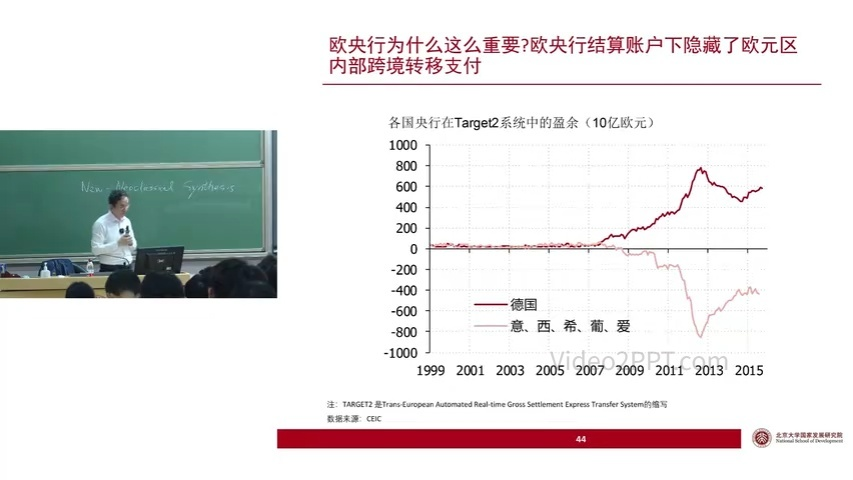 欧央行为什么这么重要?欧央行结算账户下隐藏了欧元区
内部跨境转移支付
各国央行在Target2系统中的盈余（10亿欧元）
1000
800
600
400
200
0
-200
-400
-600
-800
-1000
德国
意、西、希、葡、爱
1999 2001 2003 2005 2007 2009 2011 2013 2015
Video2PPT.com
New-Neoclassical Synthesis
注：TARGET2 是Trans-European Automated Real-time Gross Settlement Express Transfer System的缩写
数据来源：CEIC
44
北京大学国家发展研究院
National School of Development